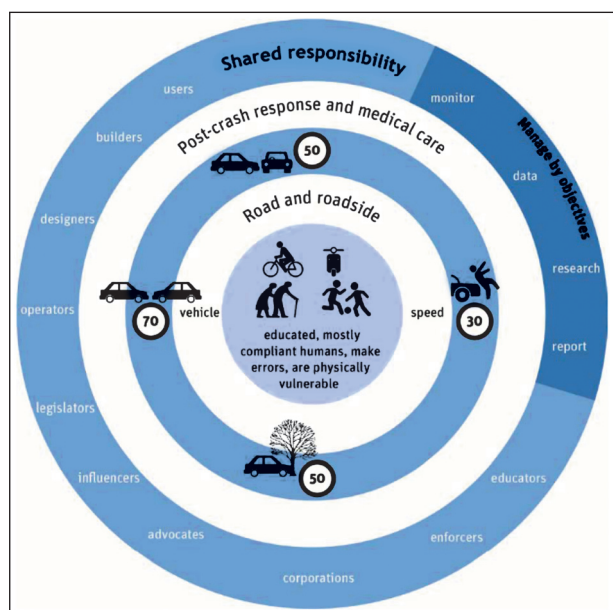 Shared responsibility
users
monitor
builders
Post-crash response and medical care
50
Manage by objectives
data
designers
Road and roadside
research
operators
70
vehicle
speed
30
report
educated, mostly
compliant humans, make
errors, are physically
vulnerable
legislators
50
influencers
educators
advocates
enforcers
corporations